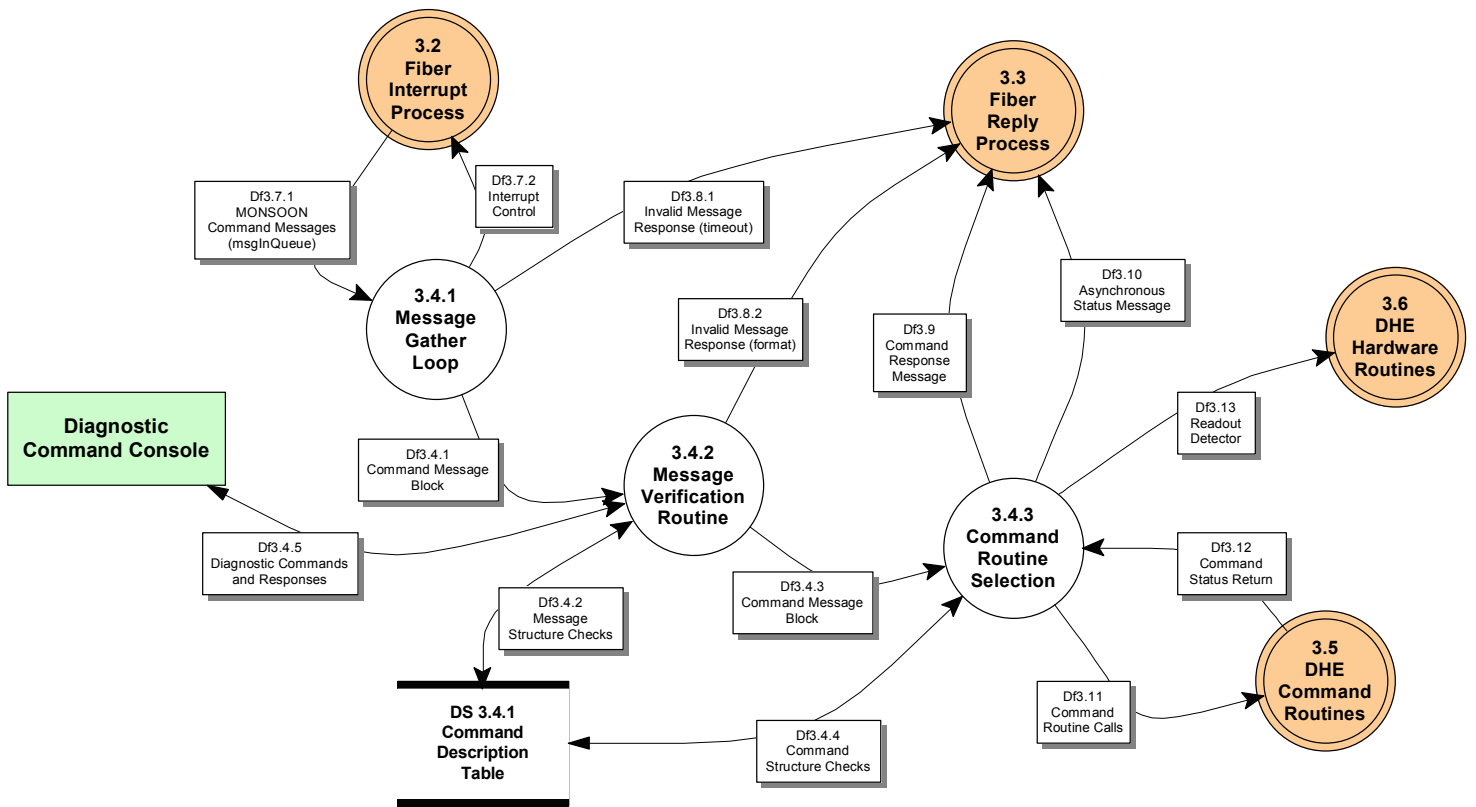 3.2
Fiber
Interrupt
Process
3.3
Fiber
Reply
Process
Df3.7.1
MONSOON
Command Messages
(msgInQueue)
Df3.7.2
Interrupt
Control
Df3.8.1
Invalid Message
Response (timeout)
3.4.1
Message
Gather
Loop
Df3.8.2
Invalid Message
Response (format)
Df3.9
Command
Response
Message
Df3.10
Asynchronous
Status Message
3.6
DHE
Hardware
Routines
Diagnostic
Command Console
Df3.4.1
Command Message
Block
3.4.2
Message
Verification
Routine
Df3.13
Readout
Detector
3.4.3
Command
Routine
Selection
Df3.4.5
Diagnostic Commands
and Responses
Df3.12
Command
Status Return
Df3.4.2
Message
Structure Checks
Df3.4.3
Command Message
Block
3.5
DHE
Command
Routines
DS 3.4.1
Command
Description
Table
Df3.4.4
Command
Structure Checks
Df3.11
Command
Routine Calls